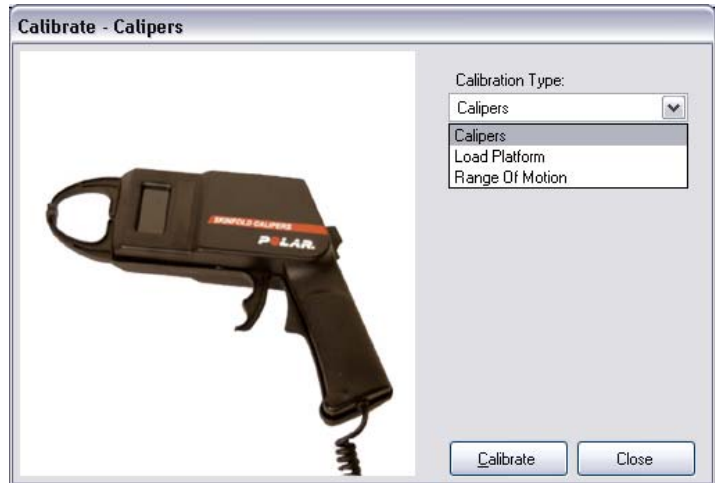 Calibrate - Calipers
Calibration Type:
Calipers
Calipers
Load Platform
Range Of Motion
SKINFOLD CALIPERS
POLAR.
Calibrate
Close